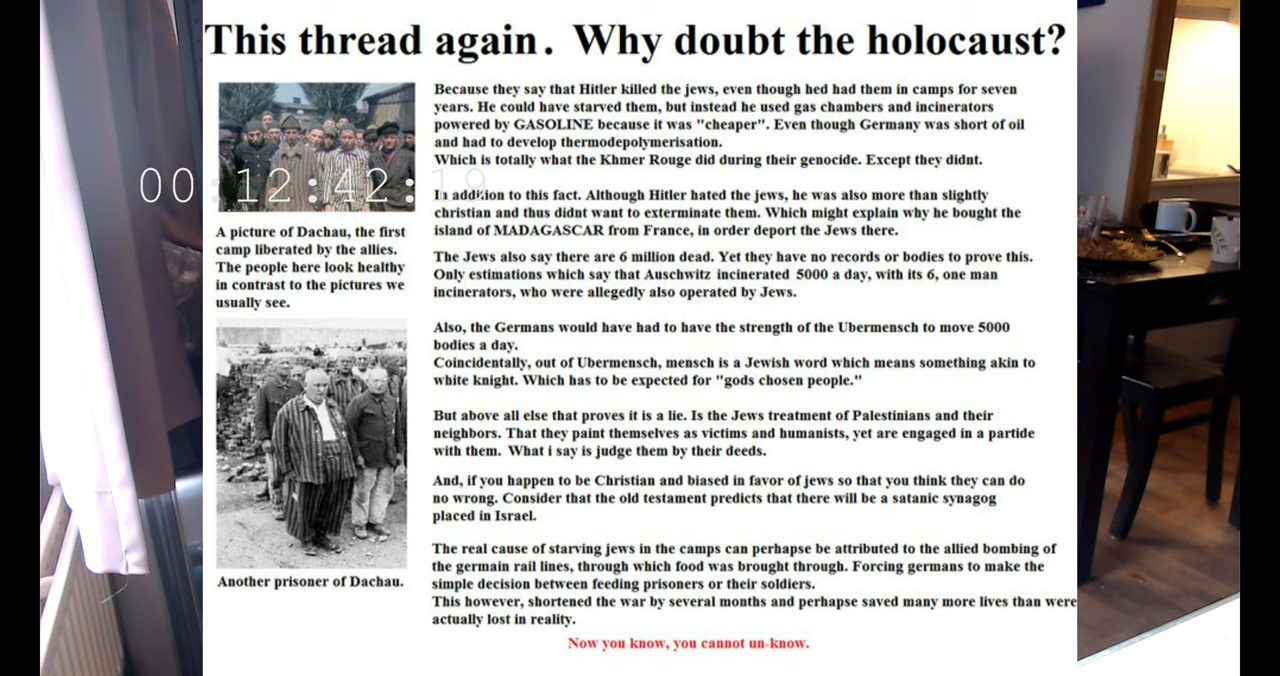 This thread again. Why doubt the holocaust?
Because they say that Hitler killed the jews, even though hed had them in camps for seven
years. He could have starved them, but instead he used gas chambers and incinerators
powered by GASOLINE because it was "cheaper". Even though Germany was short of oil
and had to develop thermodepolymerisation.
Which is totally what the Khmer Rouge did during their genocide. Except they didnt.
00:12:42:19
In addition to this fact. Although Hitler hated the jews, he was also more than slightly
christian and thus didnt want to exterminate them. Which might explain why he bought the
island of MADAGASCAR from France, in order deport the Jews there.
A picture of Dachau, the first
camp liberated by the allies.
The people here look healthy
in contrast to the pictures we
usually see.
The Jews also say there are 6 million dead. Yet they have no records or bodies to prove this.
Only estimations which say that Auschwitz incinerated 5000 a day, with its 6, one man
incinerators, who were allegedly also operated by Jews.
Also, the Germans would have had to have the strength of the Ubermensch to move 5000
bodies a day.
Coincidentally, out of Ubermensch, mensch is a Jewish word which means something akin to
white knight. Which has to be expected for "gods chosen people."
But above all else that proves it is a lie. Is the Jews treatment of Palestinians and their
neighbors. That they paint themselves as victims and humanists, yet are engaged in a partide
with them. What i say is judge them by their deeds.
And, if you happen to be Christian and biased in favor of jews so that you think they can do
no wrong. Consider that the old testament predicts that there will be a satanic synagog
placed in Israel.
The real cause of starving jews in the camps can perhapse be attributed to the allied bombing of
the germain rail lines, through which food was brought through. Forcing germans to make the
simple decision between feeding prisoners or their soldiers.
This however, shortened the war by several months and perhapse saved many more lives than were
actually lost in reality.
Another prisoner of Dachau.
Now you know, you cannot un-know.